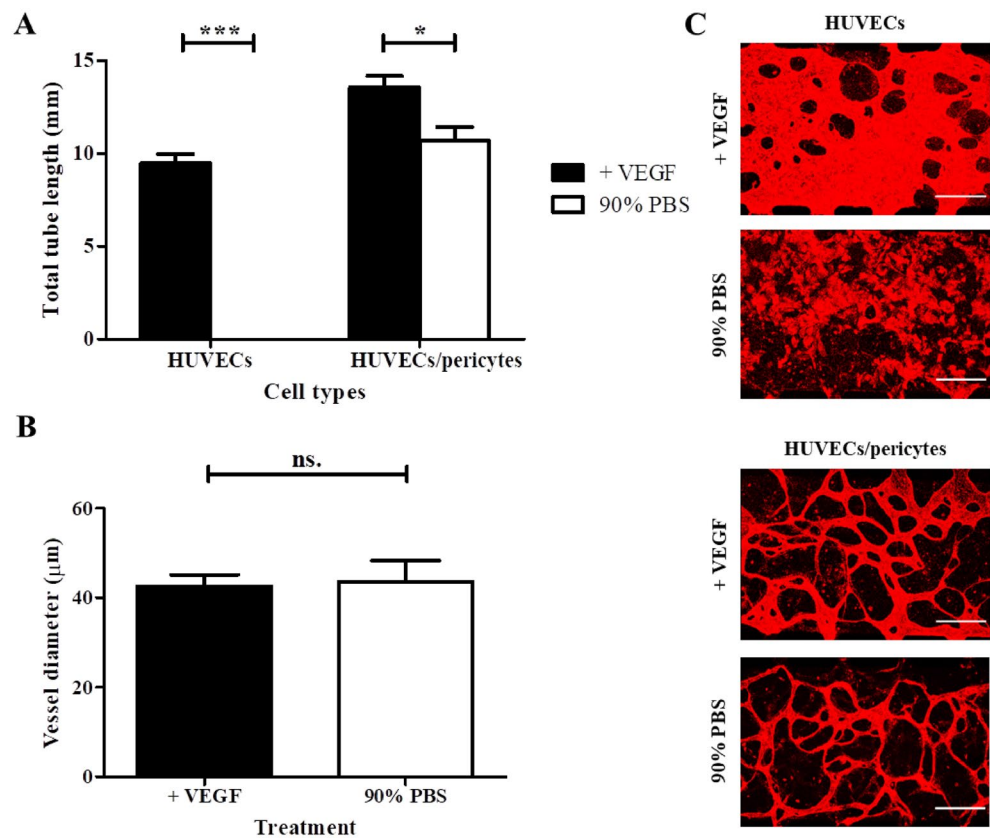 A
***
*
15
10
5
0
Total tube length (mm)
HUVECs
HUVECs/pericytes
Cell types
+ VEGF
90% PBS
B
ns.
60
40
20
0
Vessel diameter (μm)
+ VEGF
90% PBS
Treatment
C
HUVECs
+ VEGF
90% PBS
HUVECs/pericytes
+ VEGF
90% PBS